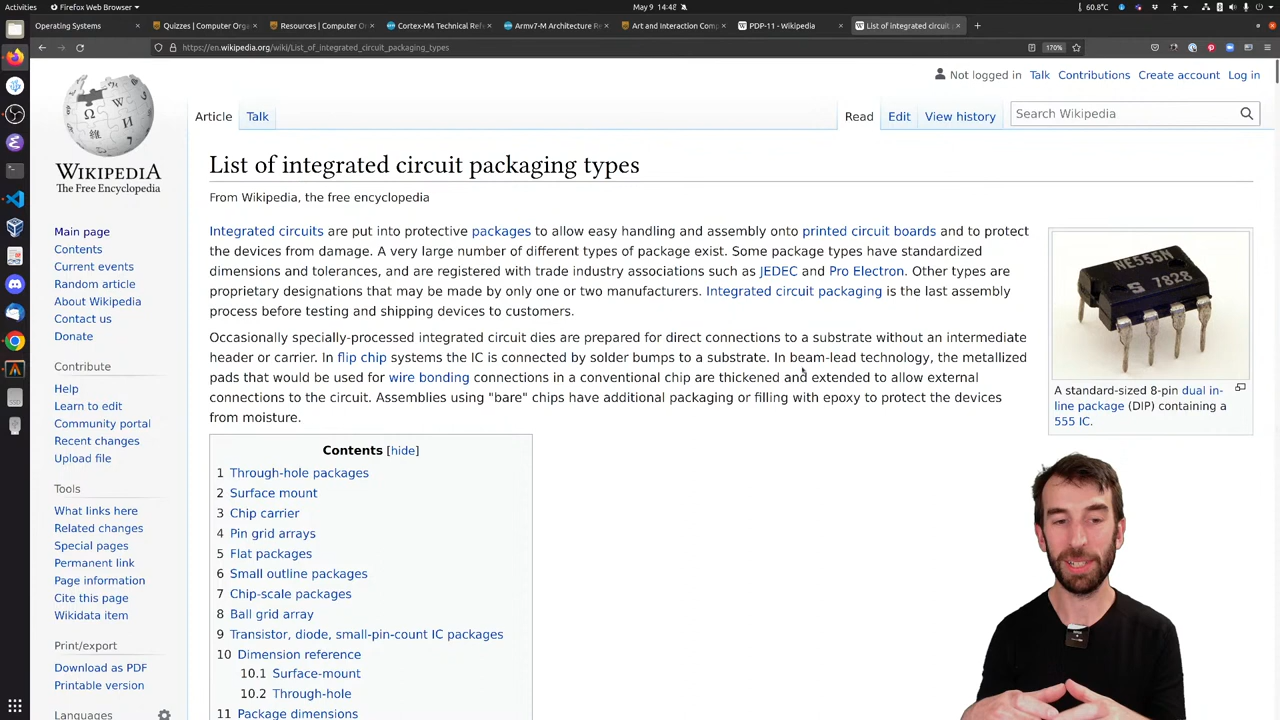 Activities
Firefox Web Browser
May 9 14:48
60.8°C
Operating Systems
Quizzes | Computer Orga
Resources | Computer Or
Cortex-M4 Technical Refe
Armv7-M Architecture Re
Art and Interaction Comp
PDP-11 - Wikipedia
List of integrated circuit
https://en.wikipedia.org/wiki/List_of_integrated_circuit_packaging_types
170%
Not logged in Talk Contributions Create account Log in
Article Talk
Read Edit View history
Search Wikipedia
WIKIPEDIA
The Free Encyclopedia
Main page
Contents
Current events
Random article
About Wikipedia
Contact us
Donate
Contribute
Help
Learn to edit
Community portal
Recent changes
Upload file
Tools
What links here
Related changes
Special pages
Permanent link
Page information
Cite this page
Wikidata item
Print/export
Download as PDF
Printable version
Languages
List of integrated circuit packaging types
From Wikipedia, the free encyclopedia
Integrated circuits are put into protective packages to allow easy handling and assembly onto printed circuit boards and to protect
the devices from damage. A very large number of different types of package exist. Some package types have standardized
dimensions and tolerances, and are registered with trade industry associations such as JEDEC and Pro Electron. Other types are
proprietary designations that may be made by only one or two manufacturers. Integrated circuit packaging is the last assembly
process before testing and shipping devices to customers.
Occasionally specially-processed integrated circuit dies are prepared for direct connections to a substrate without an intermediate
header or carrier. In flip chip systems the IC is connected by solder bumps to a substrate. In beam-lead technology, the metallized
pads that would be used for wire bonding connections in a conventional chip are thickened and extended to allow external
connections to the circuit. Assemblies using "bare" chips have additional packaging or filling with epoxy to protect the devices
from moisture.
NE555N
S 7828
A standard-sized 8-pin dual in-
line package (DIP) containing a
555 IC.
Contents [hide]
1 Through-hole packages
2 Surface mount
3 Chip carrier
4 Pin grid arrays
5 Flat packages
6 Small outline packages
7 Chip-scale packages
8 Ball grid array
9 Transistor, diode, small-pin-count IC packages
10 Dimension reference
10.1 Surface-mount
10.2 Through-hole
11 Package dimensions